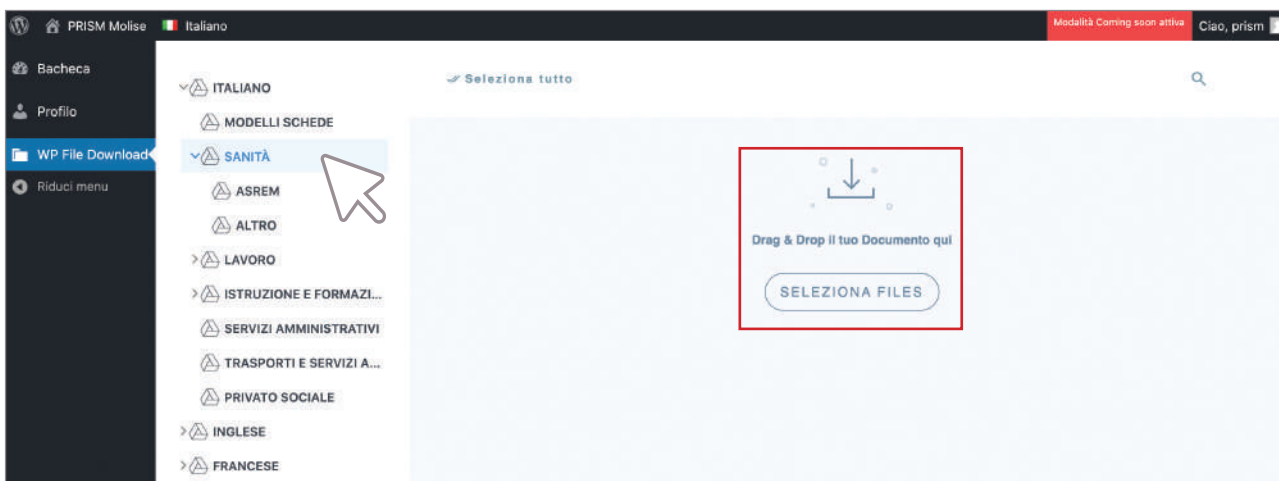 PRISM Molise Italiano Modalità Coming soon attiva Ciao, prism
Bacheca
Profilo
WP File Download
Riduci menu
ITALIANO
MODELLI SCHEDE
SANITÀ
ASREM
ALTRO
LAVORO
ISTRUZIONE E FORMAZI...
SERVIZI AMMINISTRATIVI
TRASPORTI E SERVIZI A...
PRIVATO SOCIALE
INGLESE
FRANCESE
Seleziona tutto
Drag & Drop il tuo Documento qui
SELEZIONA FILES